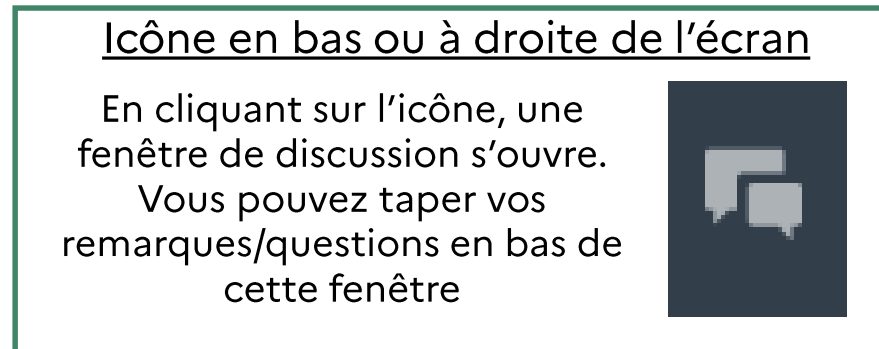 Icône en bas ou à droite de l’écran
En cliquant sur l’icône, une
fenêtre de discussion s’ouvre.
Vous pouvez taper vos
remarques/questions en bas de
cette fenêtre